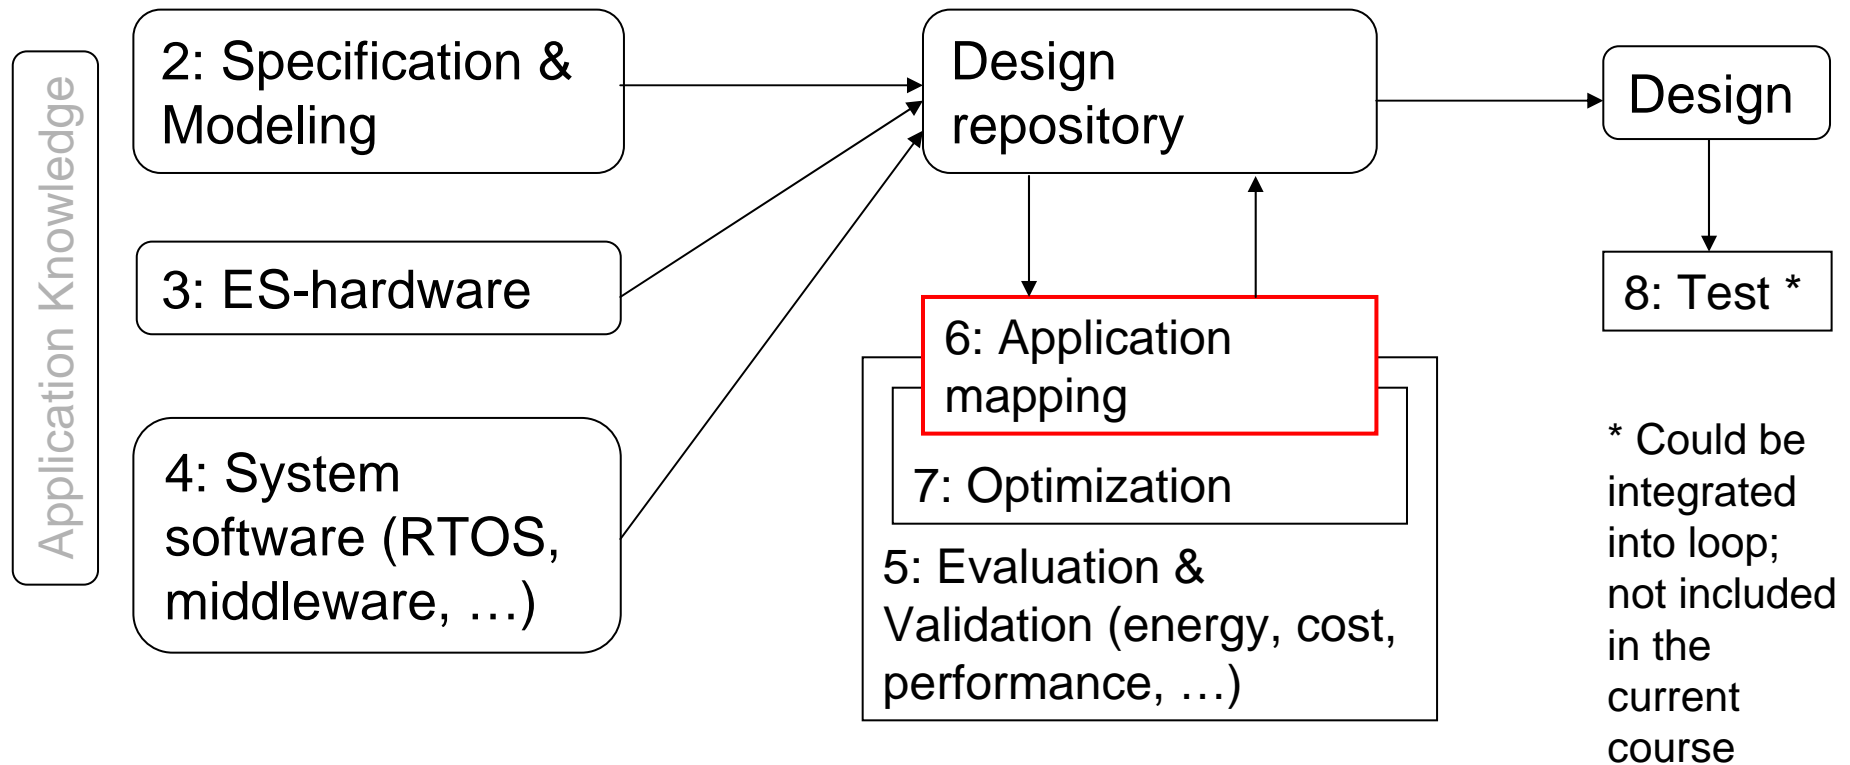 Application Knowledge
2: Specification &
Modeling
3: ES-hardware
4: System
software (RTOS,
middleware, …)
Design
repository
6: Application
mapping
7: Optimization
5: Evaluation &
Validation (energy, cost,
performance, …)
Design
8: Test *
* Could be
integrated
into loop;
not included
in the
current
course